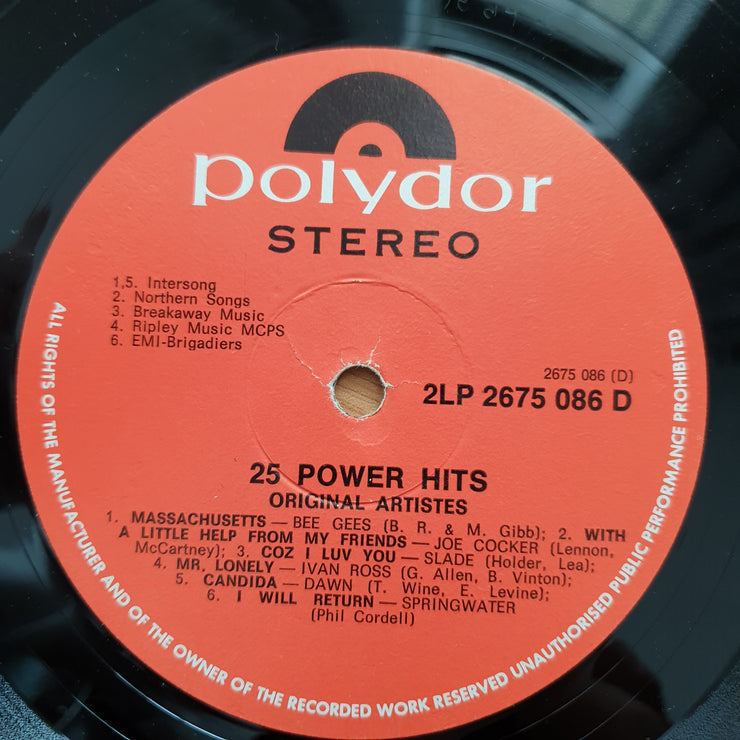 polydor
STEREO
1,5. Intersong
2. Northern Songs
3. Breakaway Music
4. Ripley Music MCPS
6. EMI-Brigadiers
2675 086 (D)
2LP 2675 086 D
25 POWER HITS
ORIGINAL ARTISTES
1. MASSACHUSETTS — BEE GEES (B. R. & M. Gibb); 2. WITH
A LITTLE HELP FROM MY FRIENDS — JOE COCKER (Lennon,
McCartney); 3. COZ I LUV YOU — SLADE (Holder, Lea);
4. MR. LONELY — IVAN ROSS (G. Allen, B. Vinton);
5. CANDIDA — DAWN (T. Wine, E. Levine);
6. I WILL RETURN — SPRINGWATER
(Phil Cordell)
ALL RIGHTS OF THE MANUFACTURER AND OF THE OWNER OF THE RECORDED WORK RESERVED UNAUTHORISED PUBLIC PERFORMANCE PROHIBITED